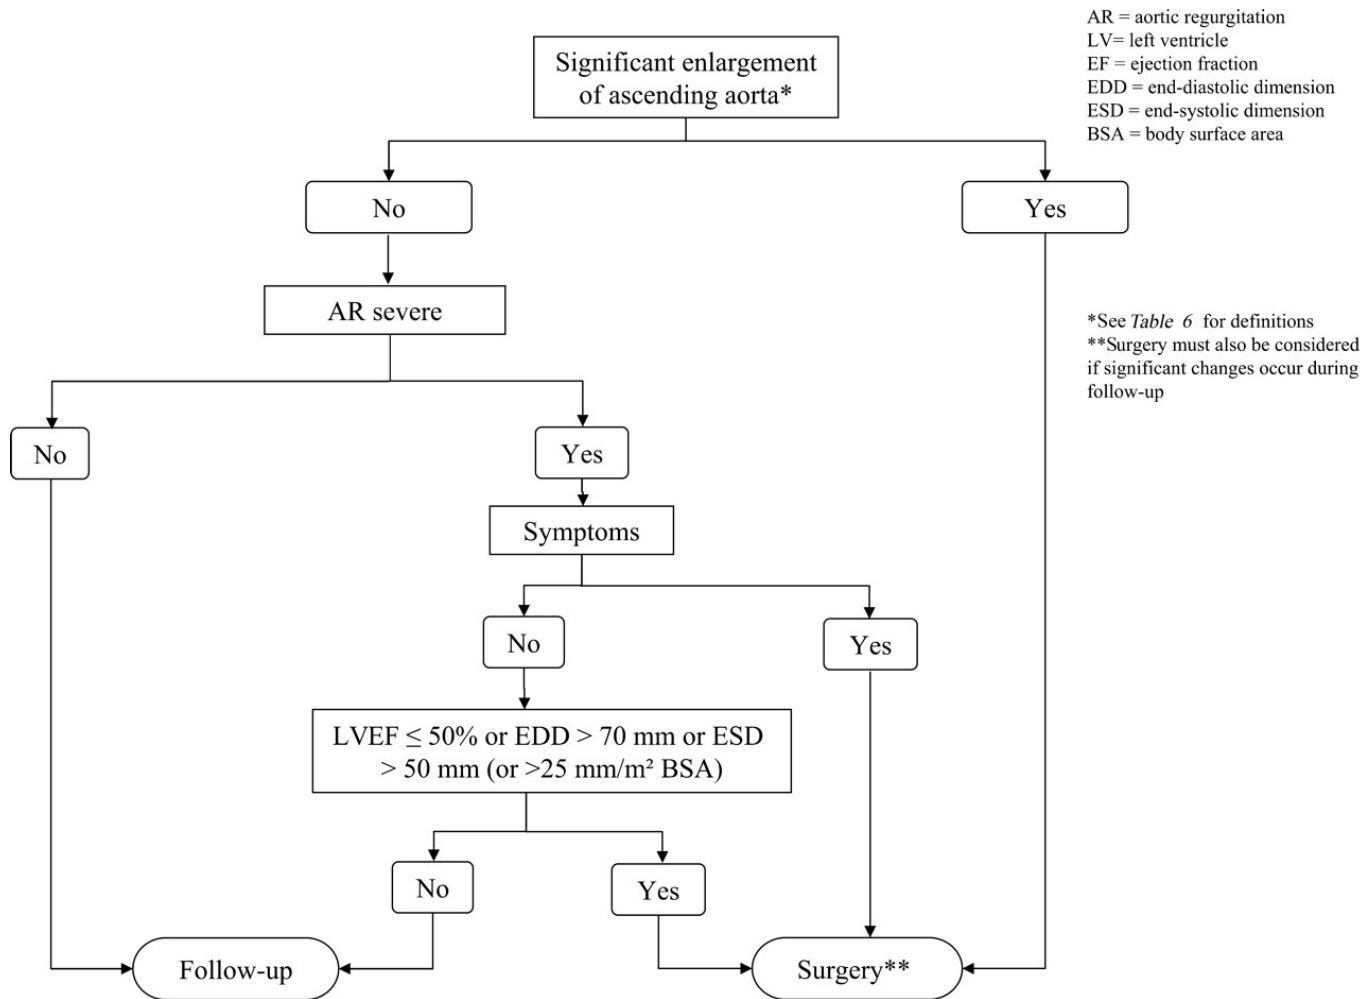 AR = aortic regurgitation
LV= left ventricle
EF = ejection fraction
EDD = end-diastolic dimension
ESD = end-systolic dimension
BSA = body surface area
Significant enlargement
of ascending aorta*
No
Yes
AR severe
*See Table 6 for definitions
**Surgery must also be considered
if significant changes occur during
follow-up
No
Yes
Symptoms
No
Yes
LVEF ≤ 50% or EDD > 70 mm or ESD
> 50 mm (or >25 mm/m² BSA)
No
Yes
Follow-up
Surgery**